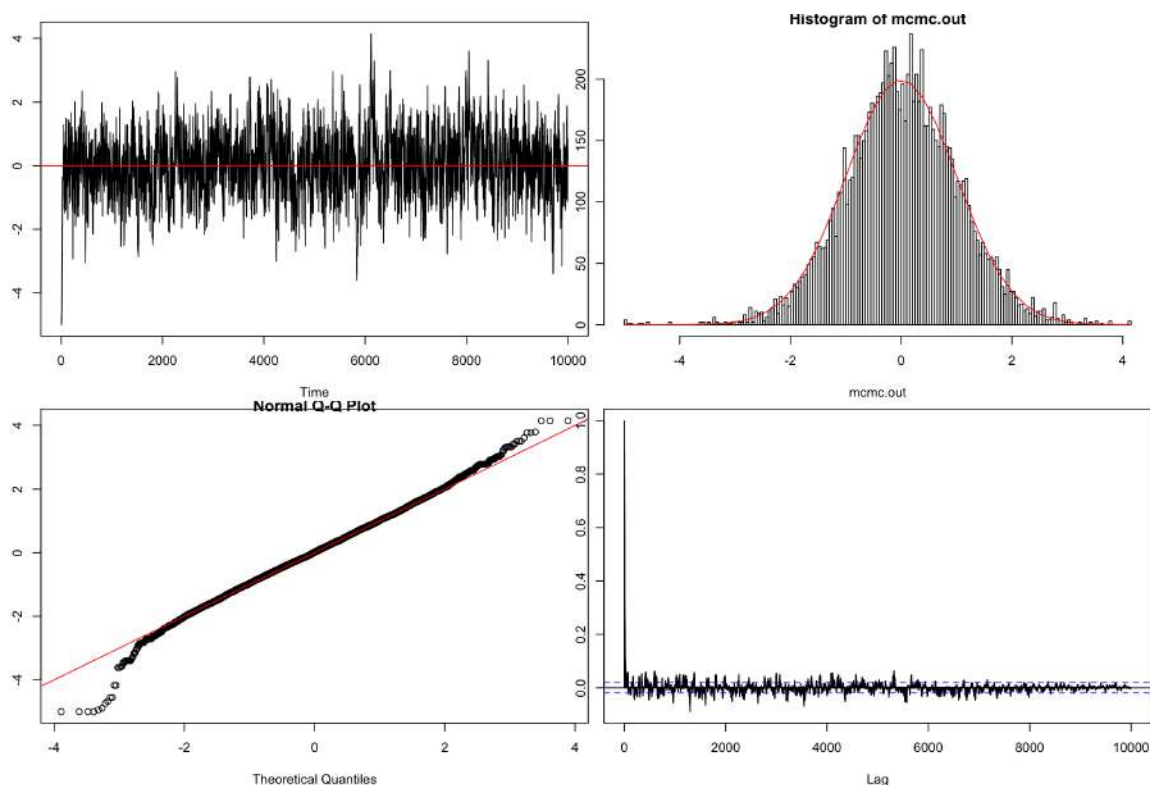 Histogram of mcmc.out
4
2
0
-2
-4
0 2000 4000 6000 8000 10000
Time
200
150
100
50
0
-4 -2 0 2 4
mcmc.out
Normal Q-Q Plot
4
2
0
-2
-4
-4 -2 0 2 4
Theoretical Quantiles
1.0
0.8
0.6
0.4
0.2
0.0
0 2000 4000 6000 8000 10000
Lag